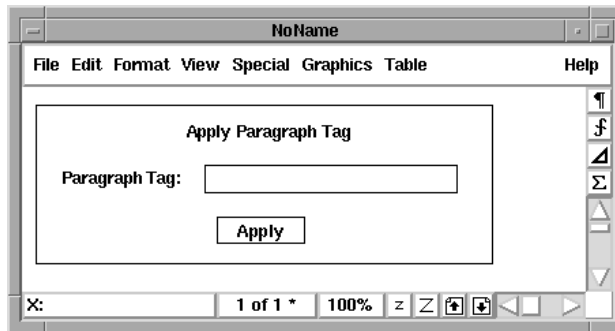 NoName
File Edit Format View Special Graphics Table Help
¶
Apply Paragraph Tag
Paragraph Tag:
Σ
Apply
X: 1 of 1 * 100% z Z